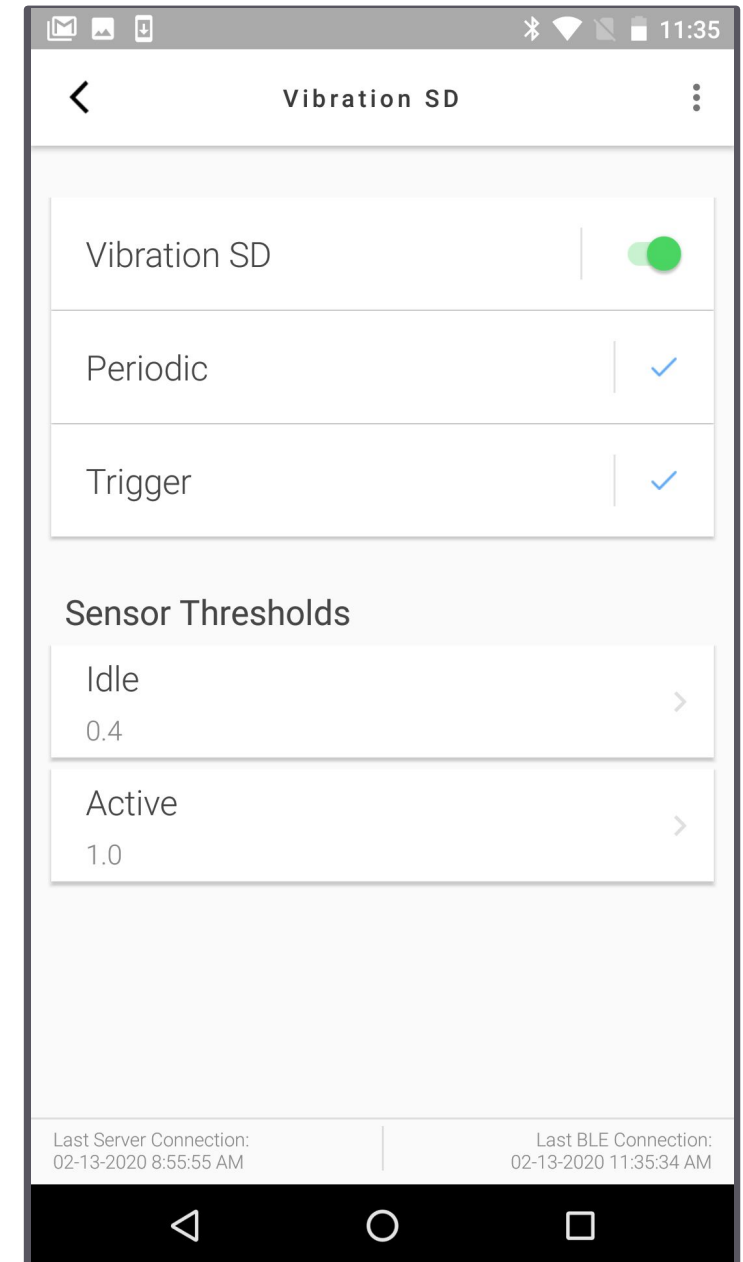 11:35
Vibration SD
Vibration SD
Periodic
Trigger
Sensor Thresholds
Idle
0.4
Active
1.0
Last Server Connection:
02-13-2020 8:55:55 AM
Last BLE Connection:
02-13-2020 11:35:34 AM